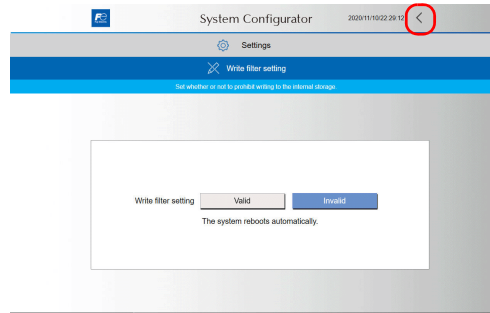 System Configurator 2020/11/10/22:29:12
Settings
Write filter setting
Set whether or not to prohibit writing to the internal storage.
Write filter setting Valid Invalid
The system reboots automatically.